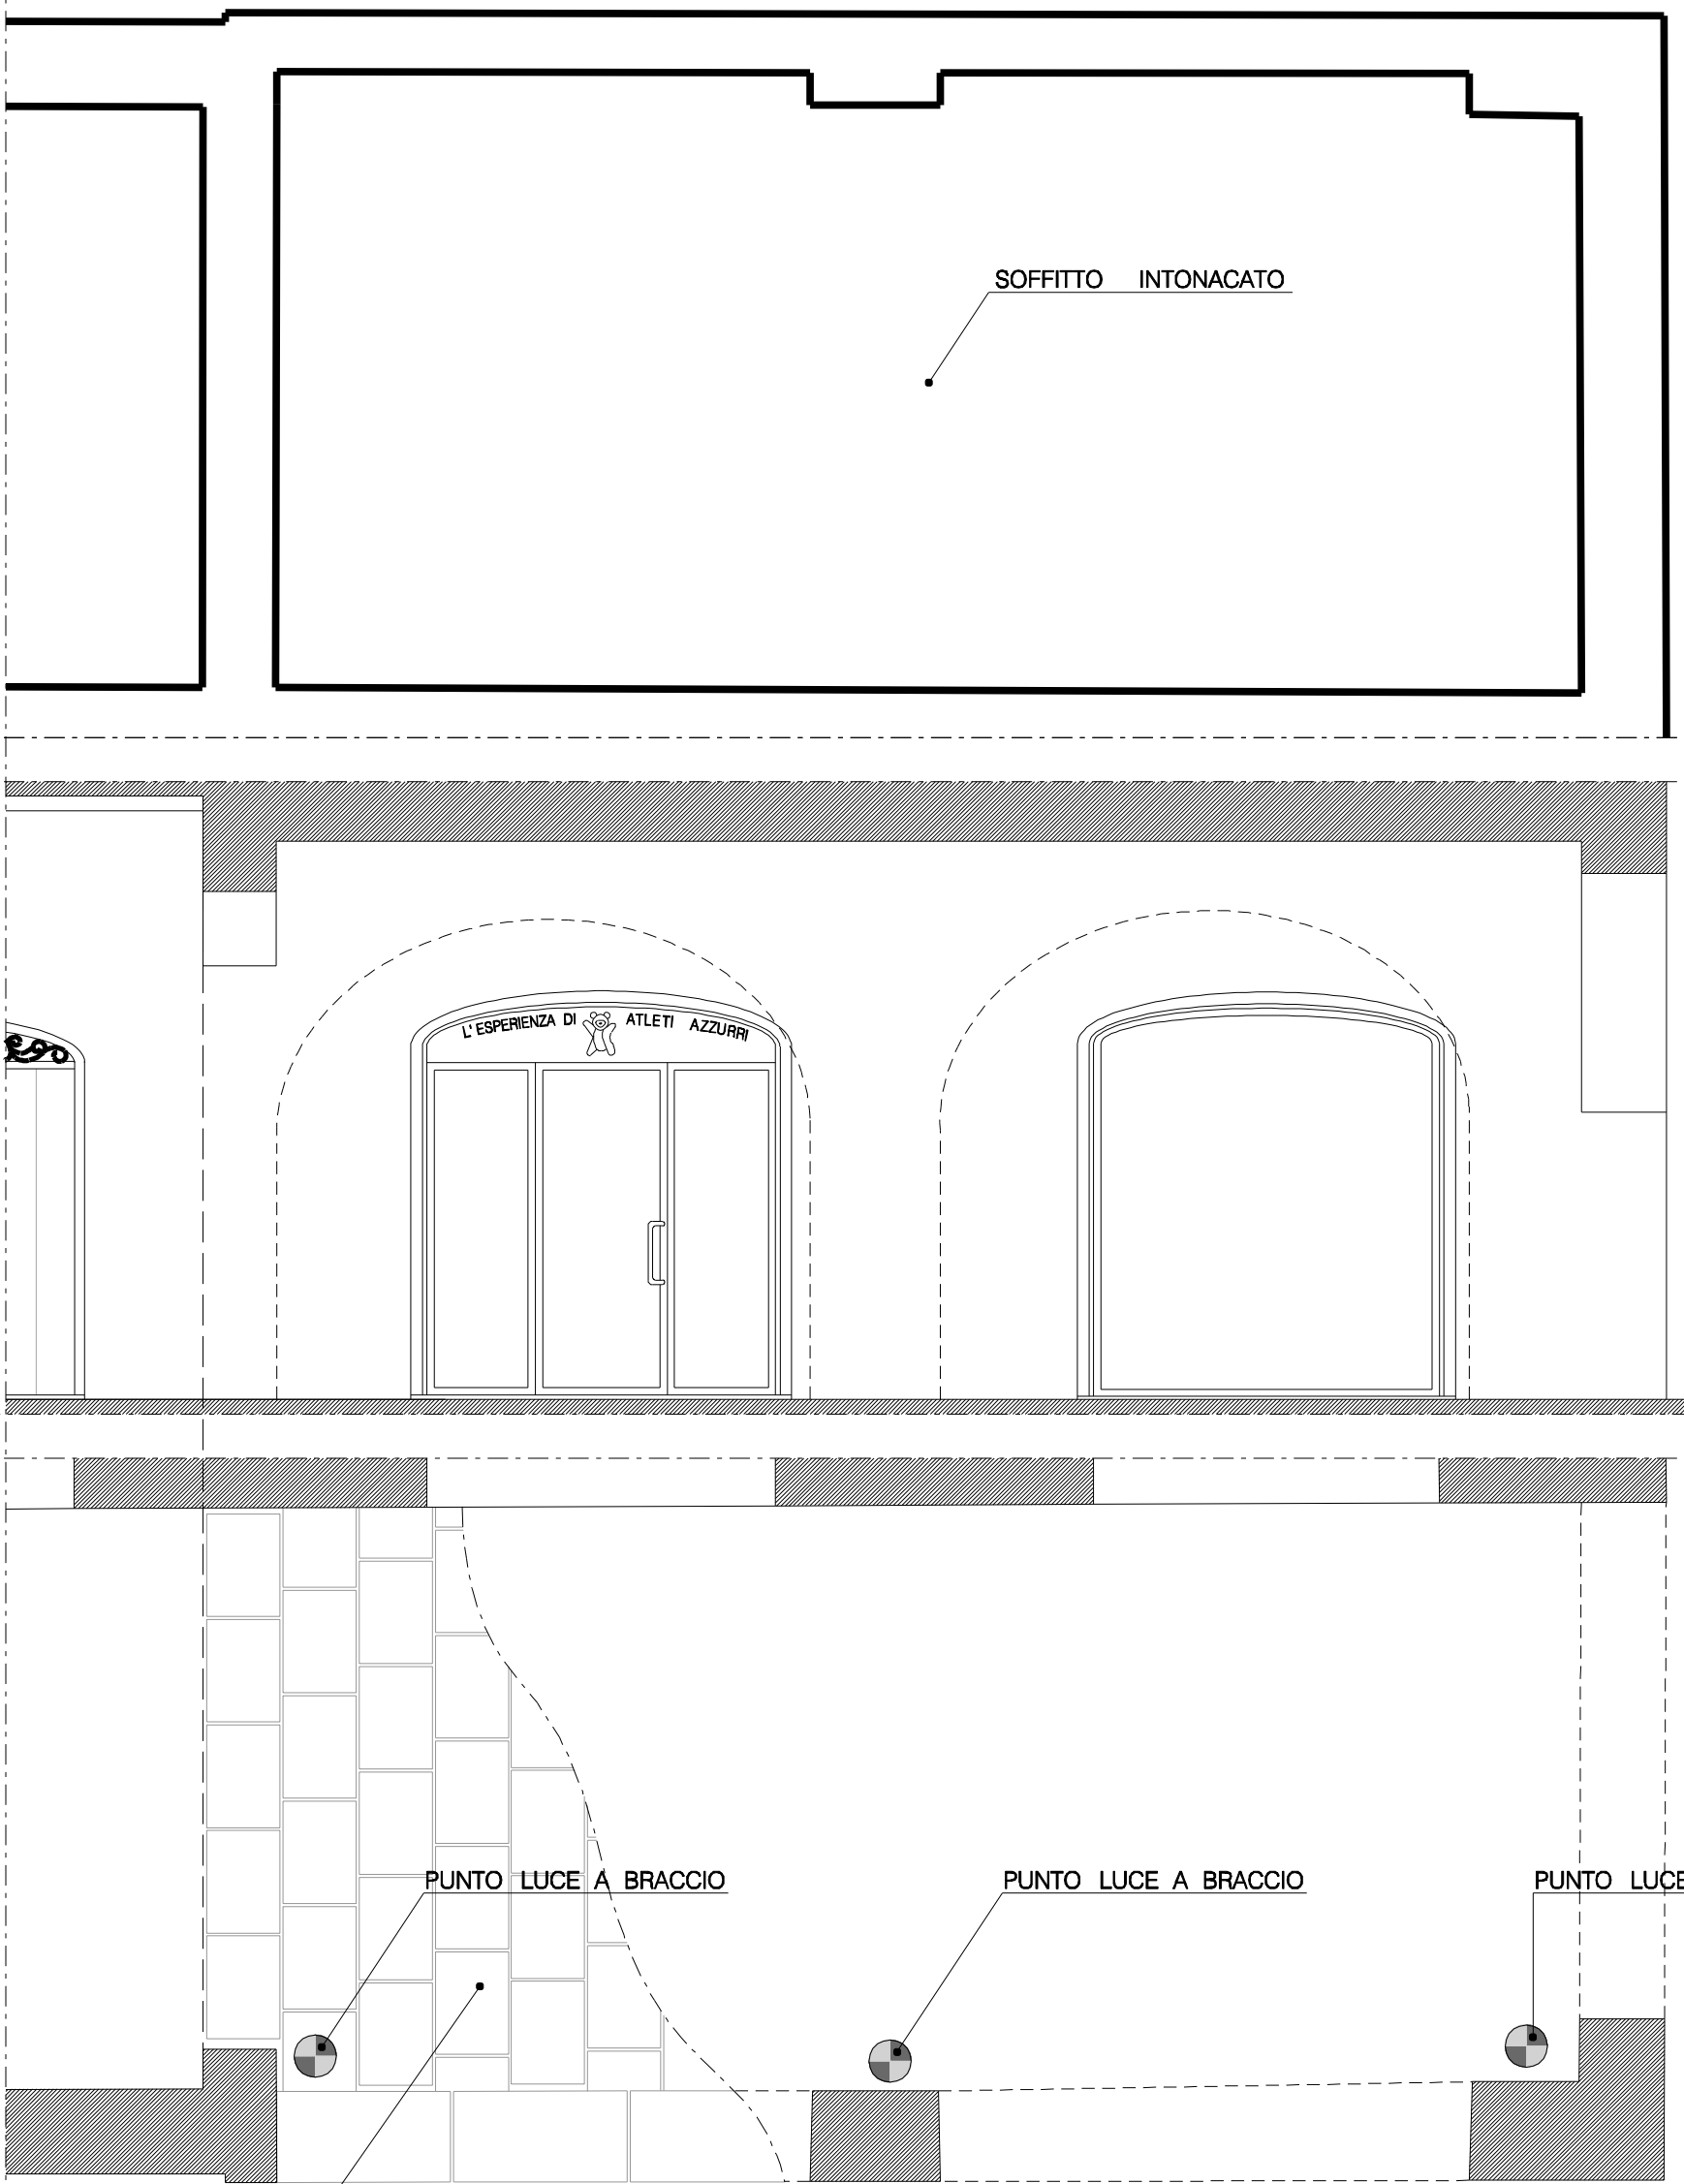 SOFFITTO INTONACATO
L'ESPERIENZA DI ATLETI AZZURRI
PUNTO LUCE A BRACCIO
PUNTO LUCE A BRACCIO
PUNTO LUCE